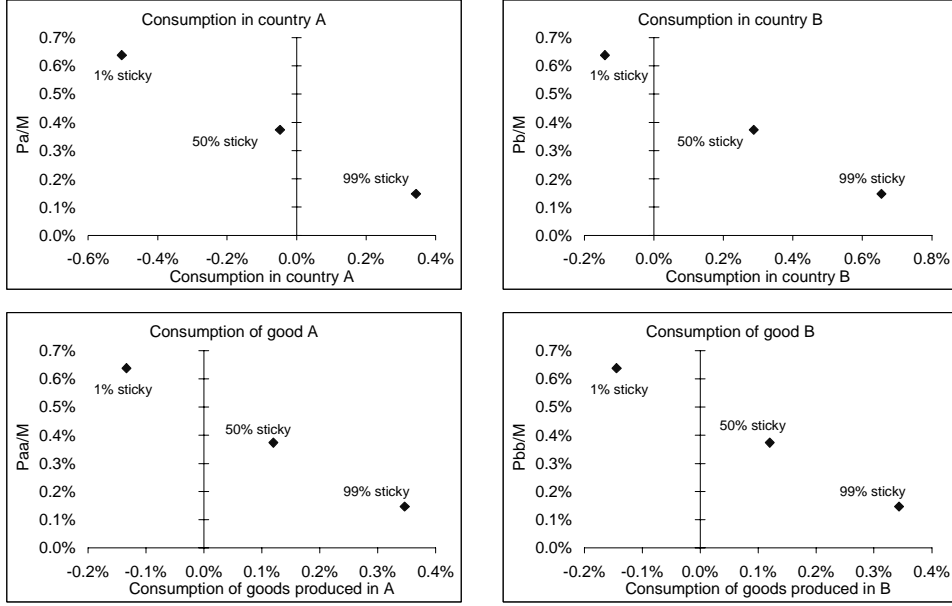 Consumption in country A
0.7%
0.6%
0.5%
0.4%
0.3%
0.2%
0.1%
0.0%
Pa/M
1% sticky
50% sticky
99% sticky
-0.6% -0.4% -0.2% 0.0% 0.2% 0.4%
Consumption in country A
Consumption in country B
0.7%
0.6%
0.5%
0.4%
0.3%
0.2%
0.1%
0.0%
Pb/M
1% sticky
50% sticky
99% sticky
-0.2% 0.0% 0.2% 0.4% 0.6% 0.8%
Consumption in country B
Consumption of good A
0.7%
0.6%
0.5%
0.4%
0.3%
0.2%
0.1%
0.0%
Paa/M
1% sticky
50% sticky
99% sticky
-0.2% -0.1% 0.0% 0.1% 0.2% 0.3% 0.4%
Consumption of goods produced in A
Consumption of good B
0.7%
0.6%
0.5%
0.4%
0.3%
0.2%
0.1%
0.0%
Pbb/M
1% sticky
50% sticky
99% sticky
-0.2% -0.1% 0.0% 0.1% 0.2% 0.3% 0.4%
Consumption of goods produced in B